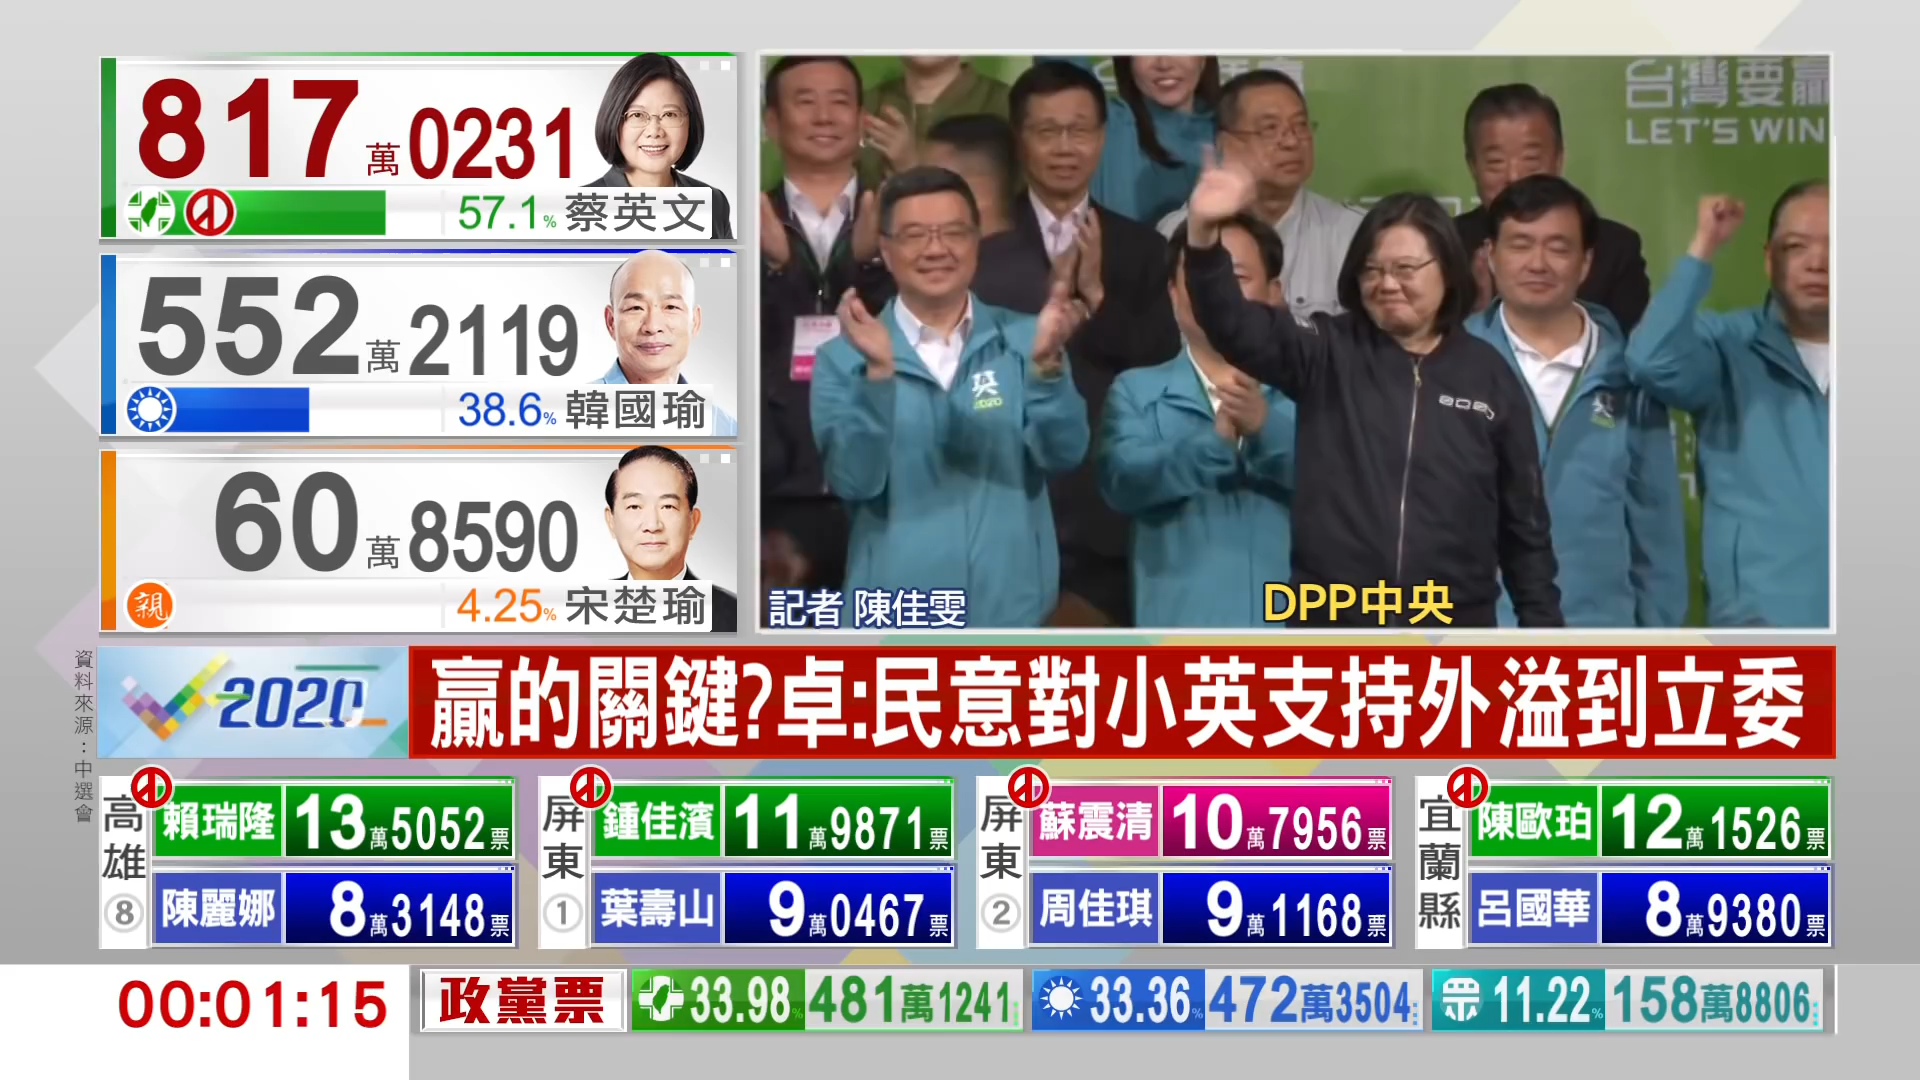 817萬0231
57.1% 蔡英文
552萬2119
38.6% 韓國瑜
60萬8590
親 4.25% 宋楚瑜
台灣要贏
LET'S WIN
英
2020
記者 陳佳雯
DPP中央
資料來源:中選會
2020
贏的關鍵?卓:民意對小英支持外溢到立委
高雄⑧
賴瑞隆 13萬5052票
陳麗娜 8萬3148票
屏東①
鍾佳濱 11萬9871票
葉壽山 9萬0467票
屏東②
蘇震清 10萬7956票
周佳琪 9萬1168票
宜蘭縣
陳歐珀 12萬1526票
呂國華 8萬9380票
00:01:15
政黨票
33.98% 481萬1241
33.36% 472萬3504
11.22% 158萬8806